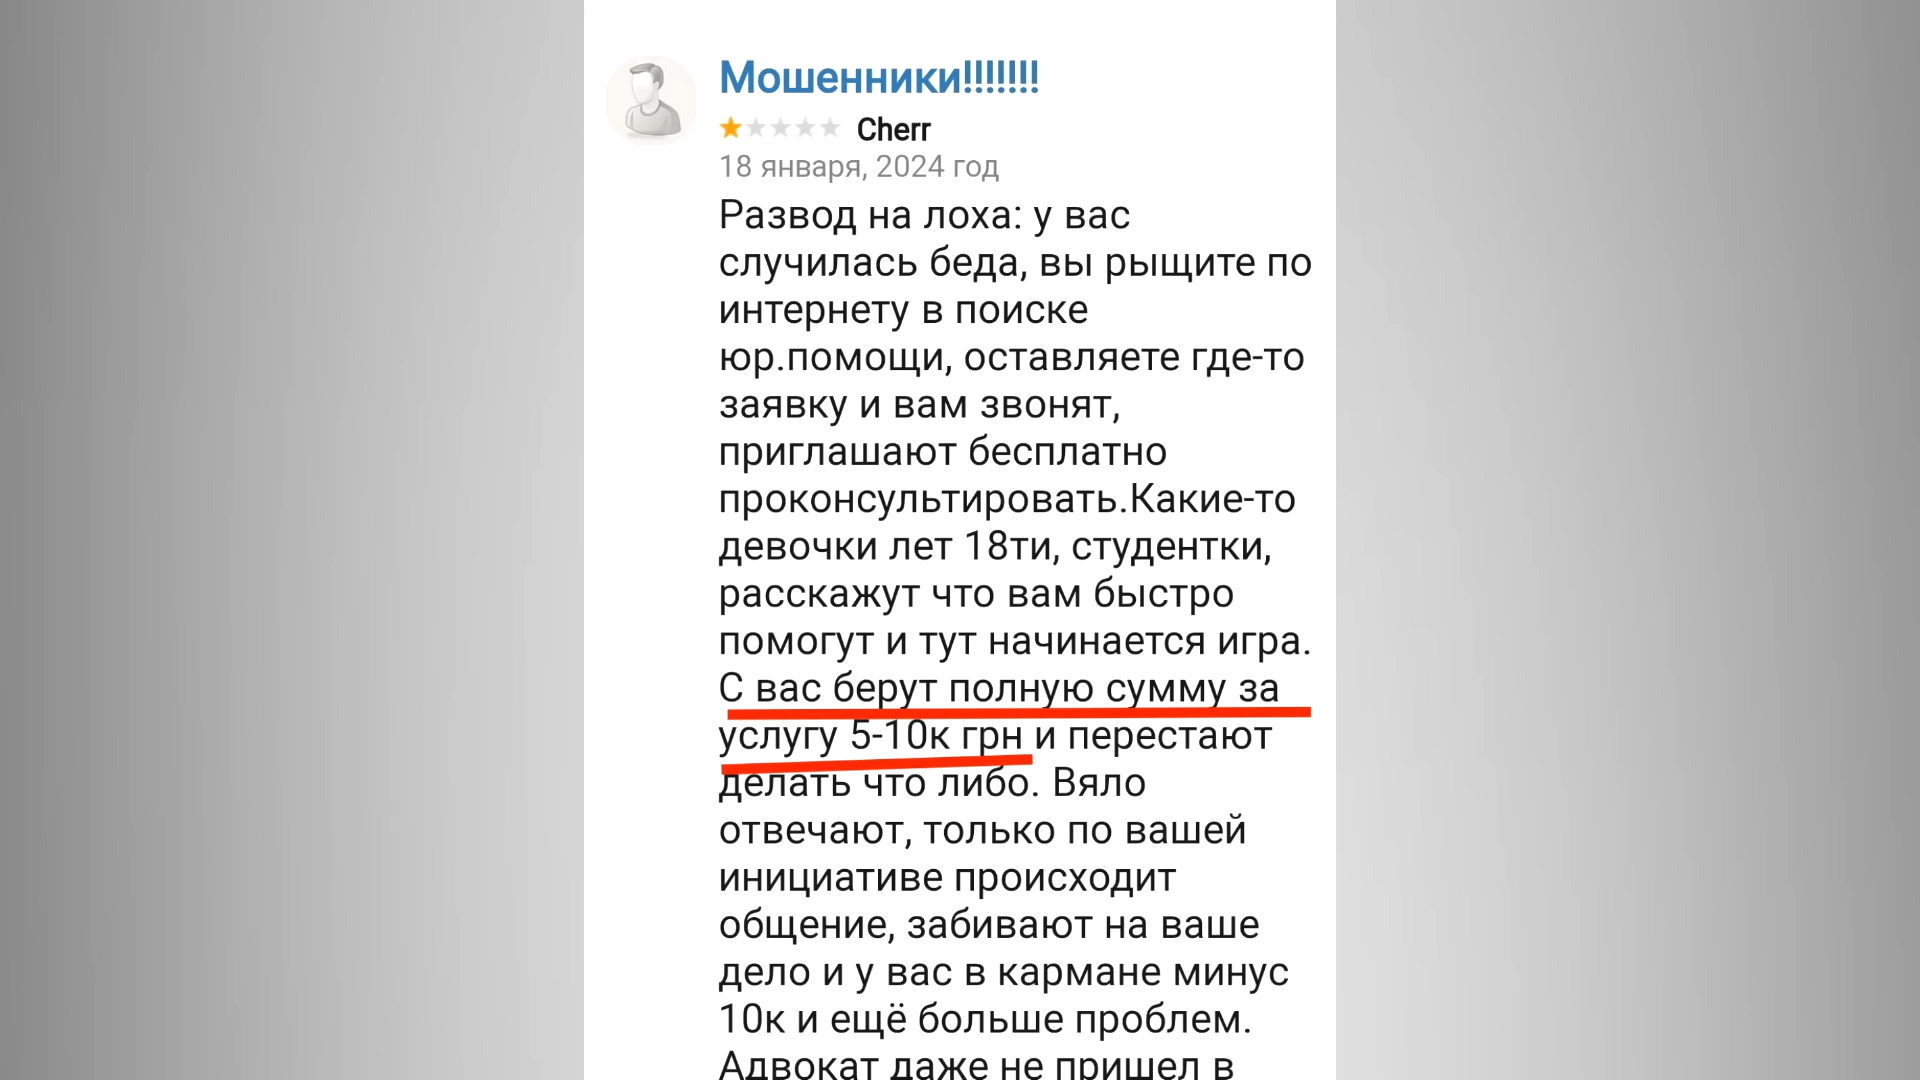 Мошенники!!!!!!!
Cherr
18 января, 2024 год
Развод на лоха: у вас
случилась беда, вы рыщите по
интернету в поиске
юр.помощи, оставляете где-то
заявку и вам звонят,
приглашают бесплатно
проконсультировать.Какие-то
девочки лет 18ти, студентки,
расскажут что вам быстро
помогут и тут начинается игра.
С вас берут полную сумму за
услугу 5-10к грн и перестают
делать что либо. Вяло
отвечают, только по вашей
инициативе происходит
общение, забивают на ваше
дело и у вас в кармане минус
10к и ещё больше проблем.
Адвокат даже не пришел в